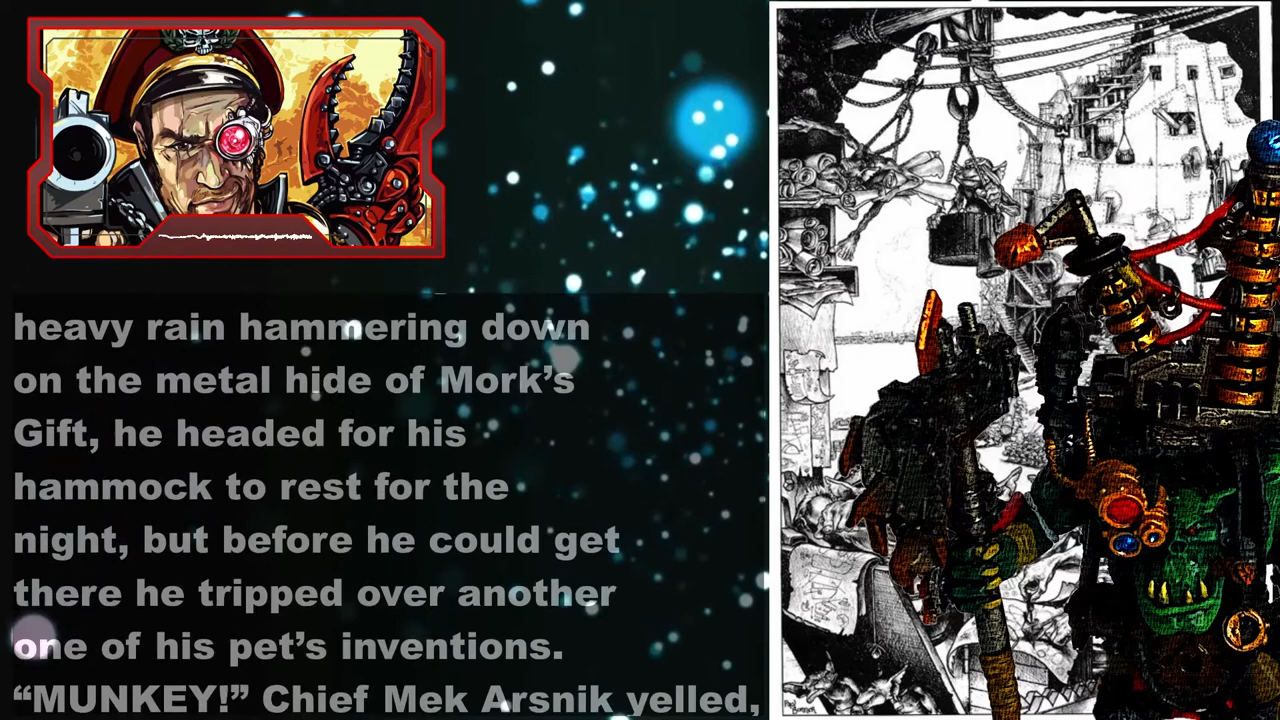 heavy rain hammering down
on the metal hide of Mork’s
Gift, he headed for his
hammock to rest for the
night, but before he could get
there he tripped over another
one of his pet’s inventions.
“MUNKEY!” Chief Mek Arsnik yelled,